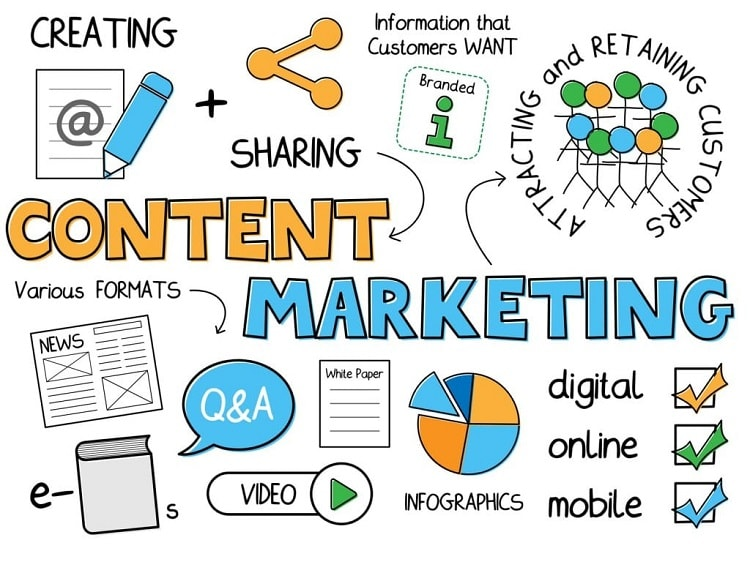 CREATING
@
+
SHARING
Information that
Customers WANT
Branded
i
ATTRACTING and RETAINING CUSTOMERS
CONTENT
MARKETING
Various FORMATS
NEWS
Q&A
White Paper
e-
s
VIDEO
INFOGRAPHICS
digital
online
mobile